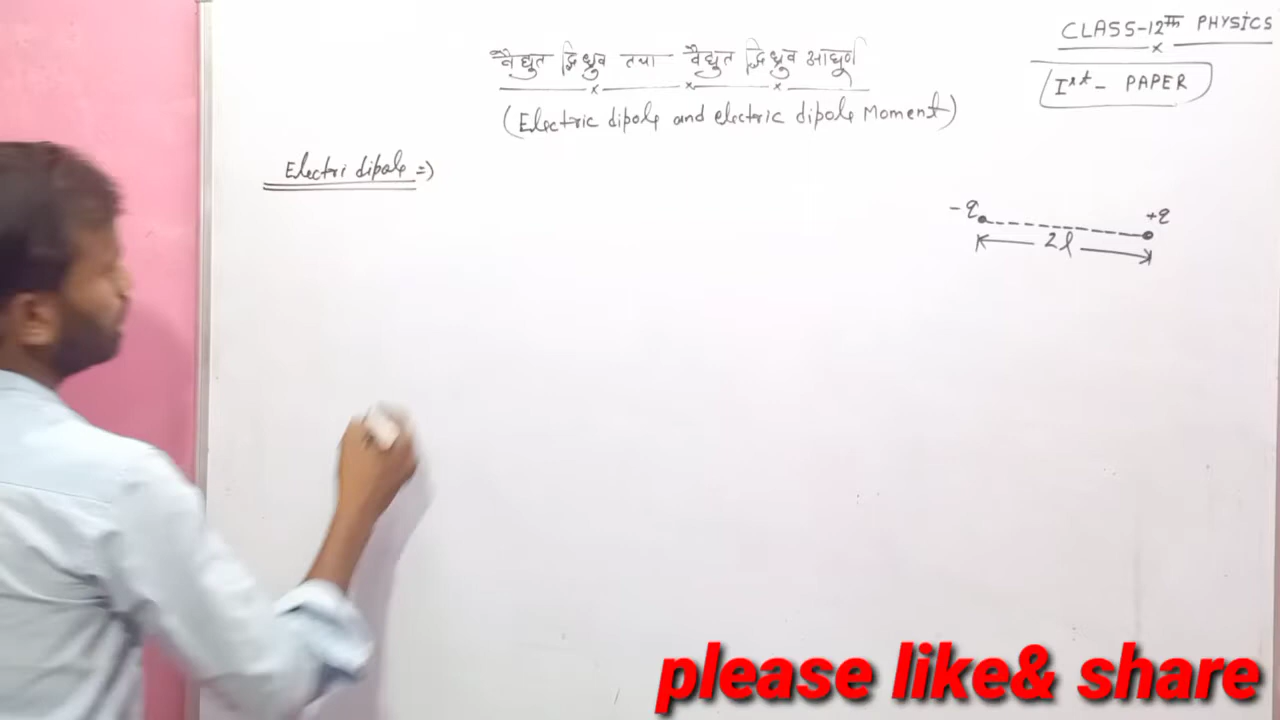 CLASS-12TH PHYSICS
Ist - PAPER
वैद्युत द्विध्रुव तथा वैद्युत द्विध्रुव आघूर्ण
(Electric dipole and electric dipole Moment)
Electri dipole =>
-q +q
2l
please like& share